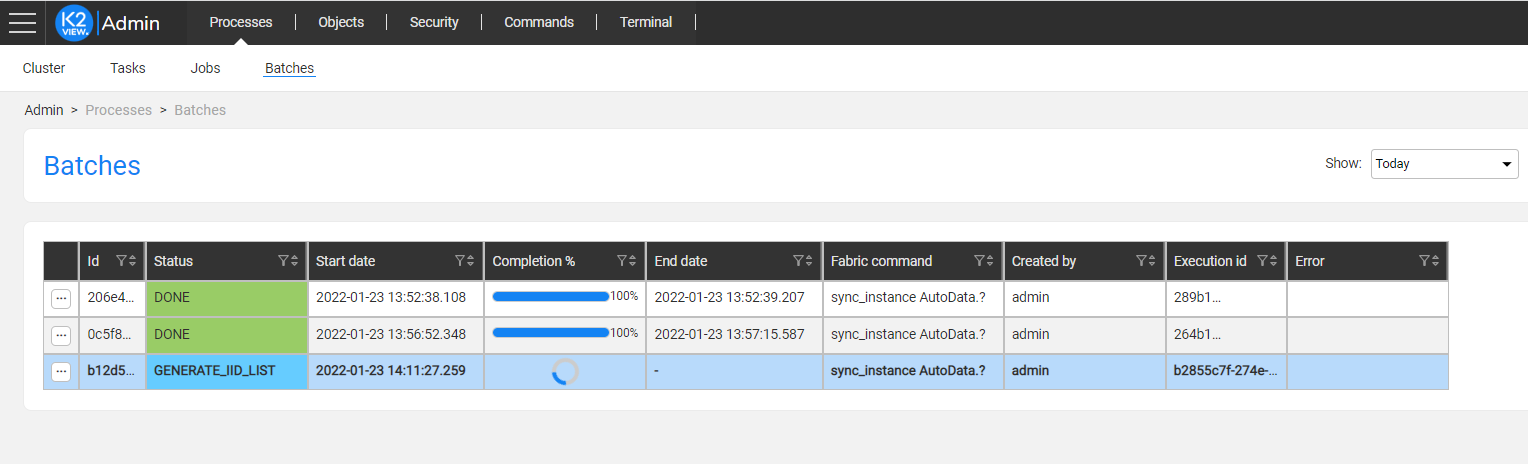 K2 VIEW. Admin Processes Objects Security Commands Terminal
Cluster Tasks Jobs Batches
Admin > Processes > Batches
Batches Show: Today
Id Status Start date Completion % End date Fabric command Created by Execution id Error
... 206e4... DONE 2022-01-23 13:52:38.108 100% 2022-01-23 13:52:39.207 sync_instance AutoData.? admin 289b1...
... 0c5f8... DONE 2022-01-23 13:56:52.348 100% 2022-01-23 13:57:15.587 sync_instance AutoData.? admin 264b1...
... b12d5... GENERATE_IID_LIST 2022-01-23 14:11:27.259 - sync_instance AutoData.? admin b2855c7f-274e-...